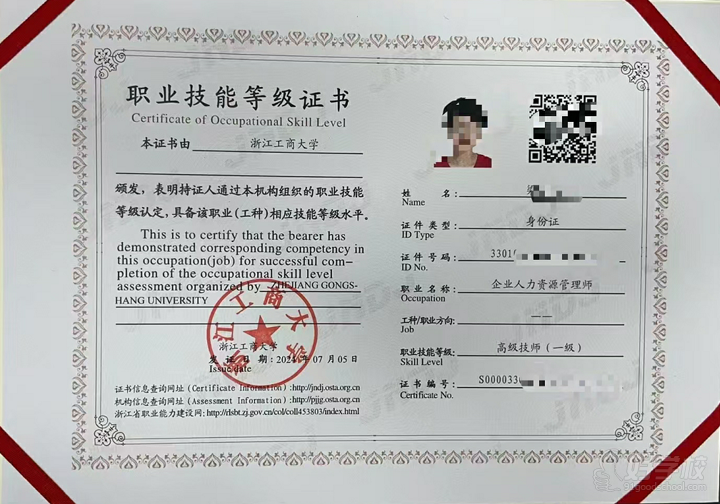 职业技能等级证书
Certificate of Occupational Skill Level
本证书由 浙江工商大学
颁发，表明持证人通过本机构组织的职业技能
等级认定，具备该职业(工种)相应技能等级水平。
This is to certify that the bearer has
demonstrated corresponding competency in
this occupation(job) for successful com-
pletion of the occupational skill level
assessment organized by ZHEJIANG GONGS-
HANG UNIVERSITY
浙江工商大学
浙江工商大学
发证日期：2024年07月05日
Issue date
证书信息查询网址 (Certificate Information) :http://jndj.osta.org.cn
机构信息查询网址 (Assessment Information) :http://pjjg.osta.org.cn
浙江省职业能力建设网:http://rlsbt.zj.gov.cn/col/coll453803/index.html
姓名：
Name
证件类型： 身份证
ID Type
证件号码： 3301
ID No.
职业名称： 企业人力资源管理师
Occupation
工种/职业方向： ——
Job
职业技能等级： 高级技师（一级）
Skill Level
证书编号： S0000330
Certificate No.
好学校